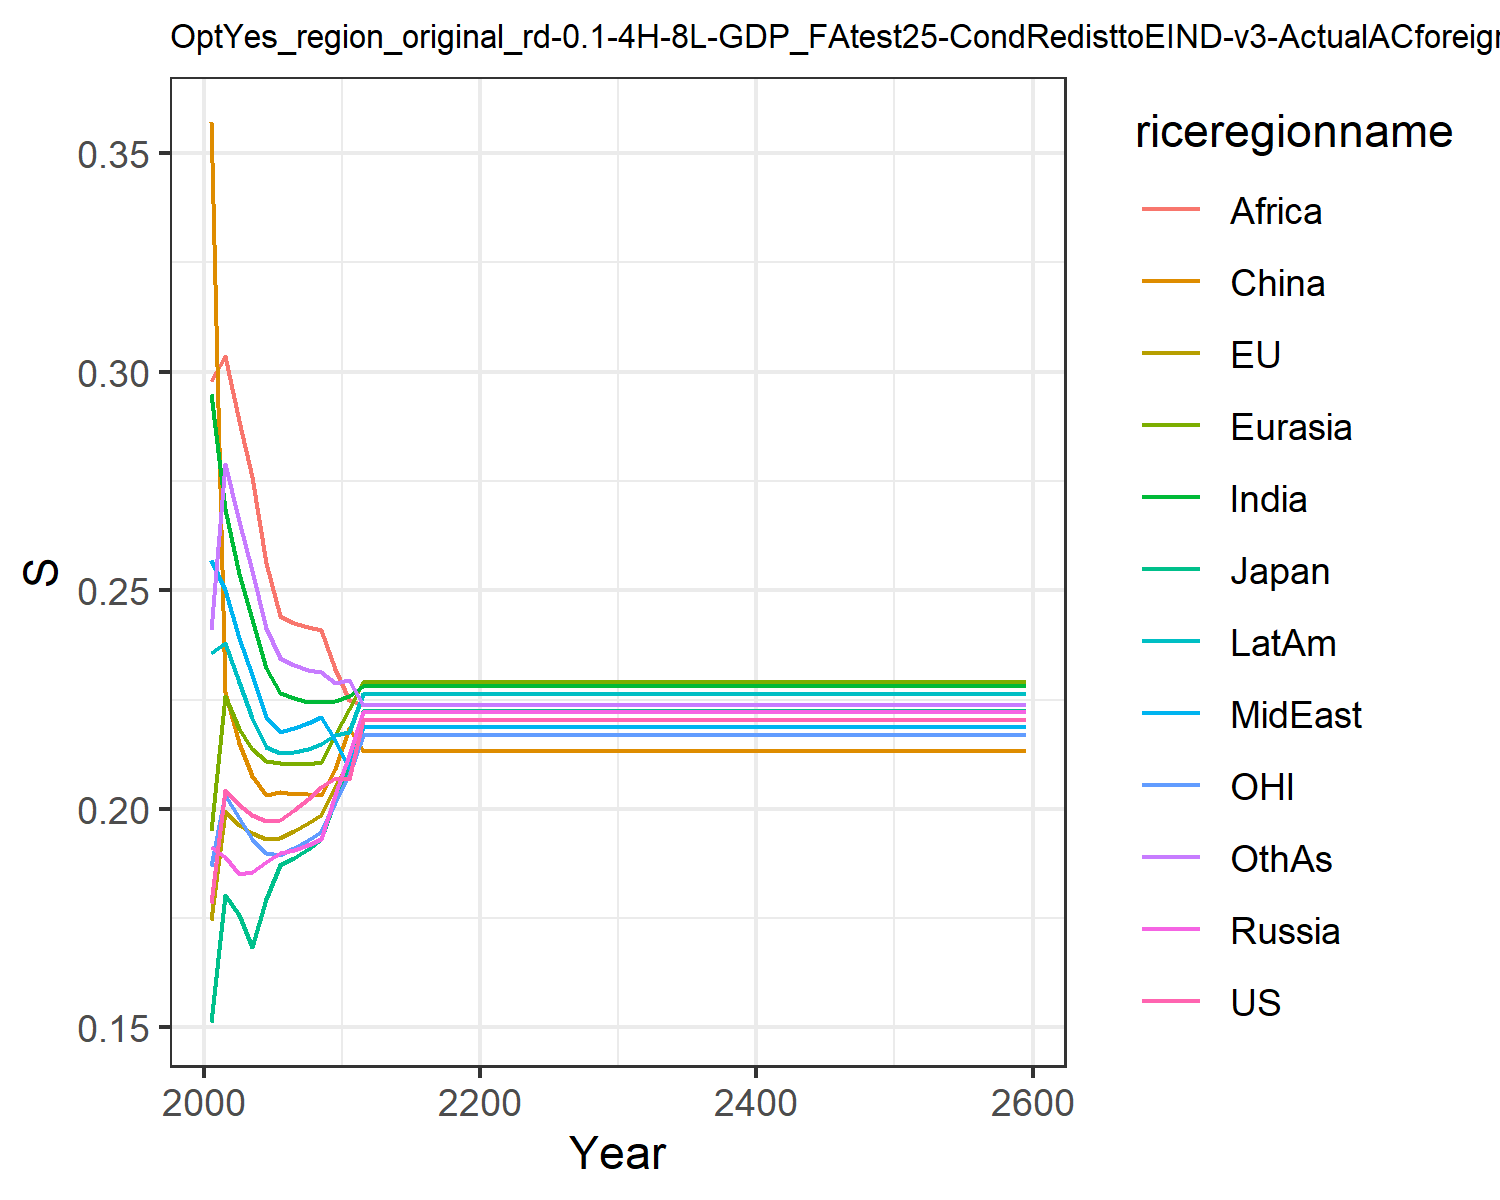 OptYes_region_original_rd-0.1-4H-8L-GDP_FAtest25-CondRedisttoEIND-v3-ActualACforeign
riceregionname
Africa
China
EU
Eurasia
India
Japan
LatAm
MidEast
OHI
OthAs
Russia
US
S
0.35
0.30
0.25
0.20
0.15
2000 2200 2400 2600
Year